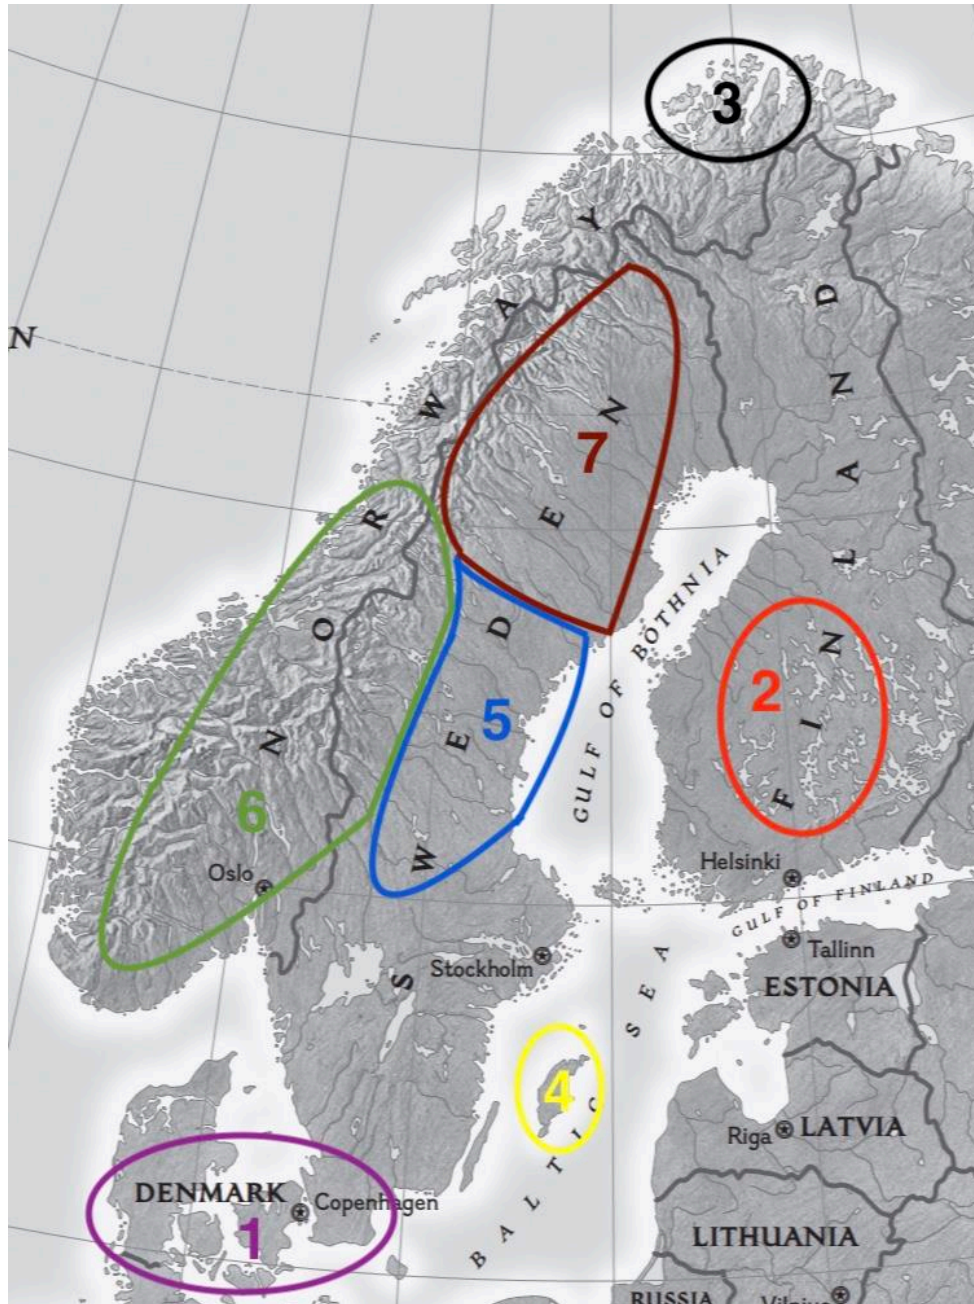 3
N
NORWAY
SWEDEN
FINLAND
7
GULF OF BOTHNIA
2
5
6
Oslo
Helsinki
GULF OF FINLAND
Tallinn
Stockholm
ESTONIA
BALTIC SEA
4
Riga
LATVIA
DENMARK
Copenhagen
1
LITHUANIA
RUSSIA
Vilnius